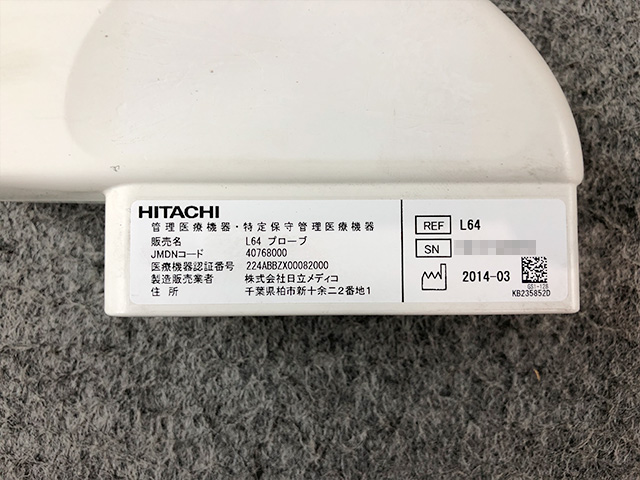 HITACHI
管理医療機器・特定保守管理医療機器
販売名 L64 プローブ
JMDNコード 40768000
医療機器認証番号 224ABBZX00082000
製造販売業者 株式会社日立メディコ
住 所 千葉県柏市新十余二2番地1
REF L64
SN
2014-03
GS1-128
KB235852D